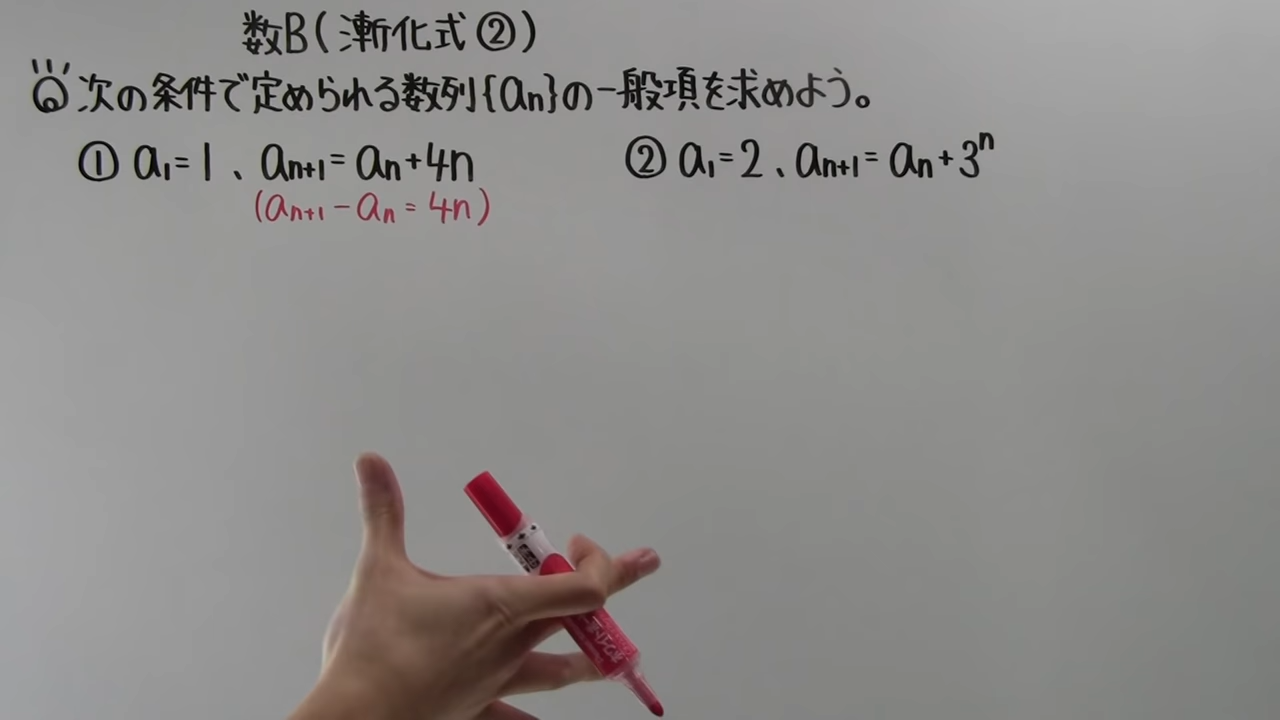 数B(漸化式②)
次の条件で定められる数列{an}の一般項を求めよう。
① a₁=1、aₙ₊₁=aₙ+4n
(aₙ₊₁-aₙ=4n)
② a₁=2、aₙ₊₁=aₙ+3ⁿ